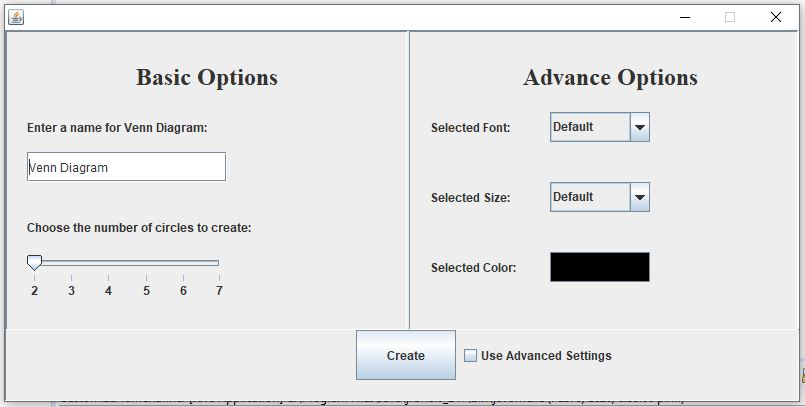 Basic Options
Enter a name for Venn Diagram:
Venn Diagram
Choose the number of circles to create:
2 3 4 5 6 7
Advance Options
Selected Font: Default
Selected Size: Default
Selected Color:
Create Use Advanced Settings